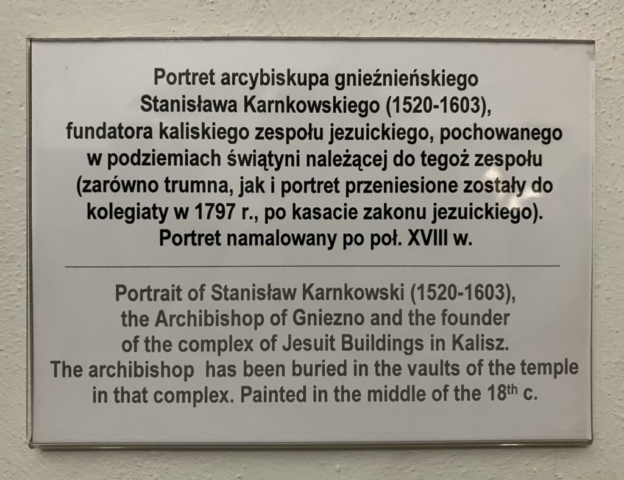 Portret arcybiskupa gnieźnieńskiego
Stanisława Karnkowskiego (1520-1603),
fundatora kaliskiego zespołu jezuickiego, pochowanego
w podziemiach świątyni należącej do tegoż zespołu
(zarówno trumna, jak i portret przeniesione zostały do
kolegiaty w 1797 r., po kasacie zakonu jezuickiego).
Portret namalowany po poł. XVIII w.
Portrait of Stanisław Karnkowski (1520-1603),
the Archibishop of Gniezno and the founder
of the complex of Jesuit Buildings in Kalisz.
The archibishop has been buried in the vaults of the temple
in that complex. Painted in the middle of the 18th c.